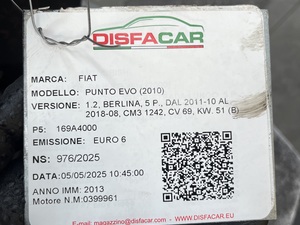 DISFACAR
MARCA: FIAT
MODELLO: PUNTO EVO (2010)
VERSIONE: 1.2, BERLINA, 5 P., DAL 2011-10 AL
2018-08, CM3 1242, CV 69, KW. 51 (B)
P5: 169A4000
EMISSIONE: EURO 6
NS: 976/2025
DATA: 05/05/2025 10:45:00
ANNO IMM: 2013
Motore N.M:0399961
E-mail: magazzino@disfacar.com
WWW.DISFACAR.EU